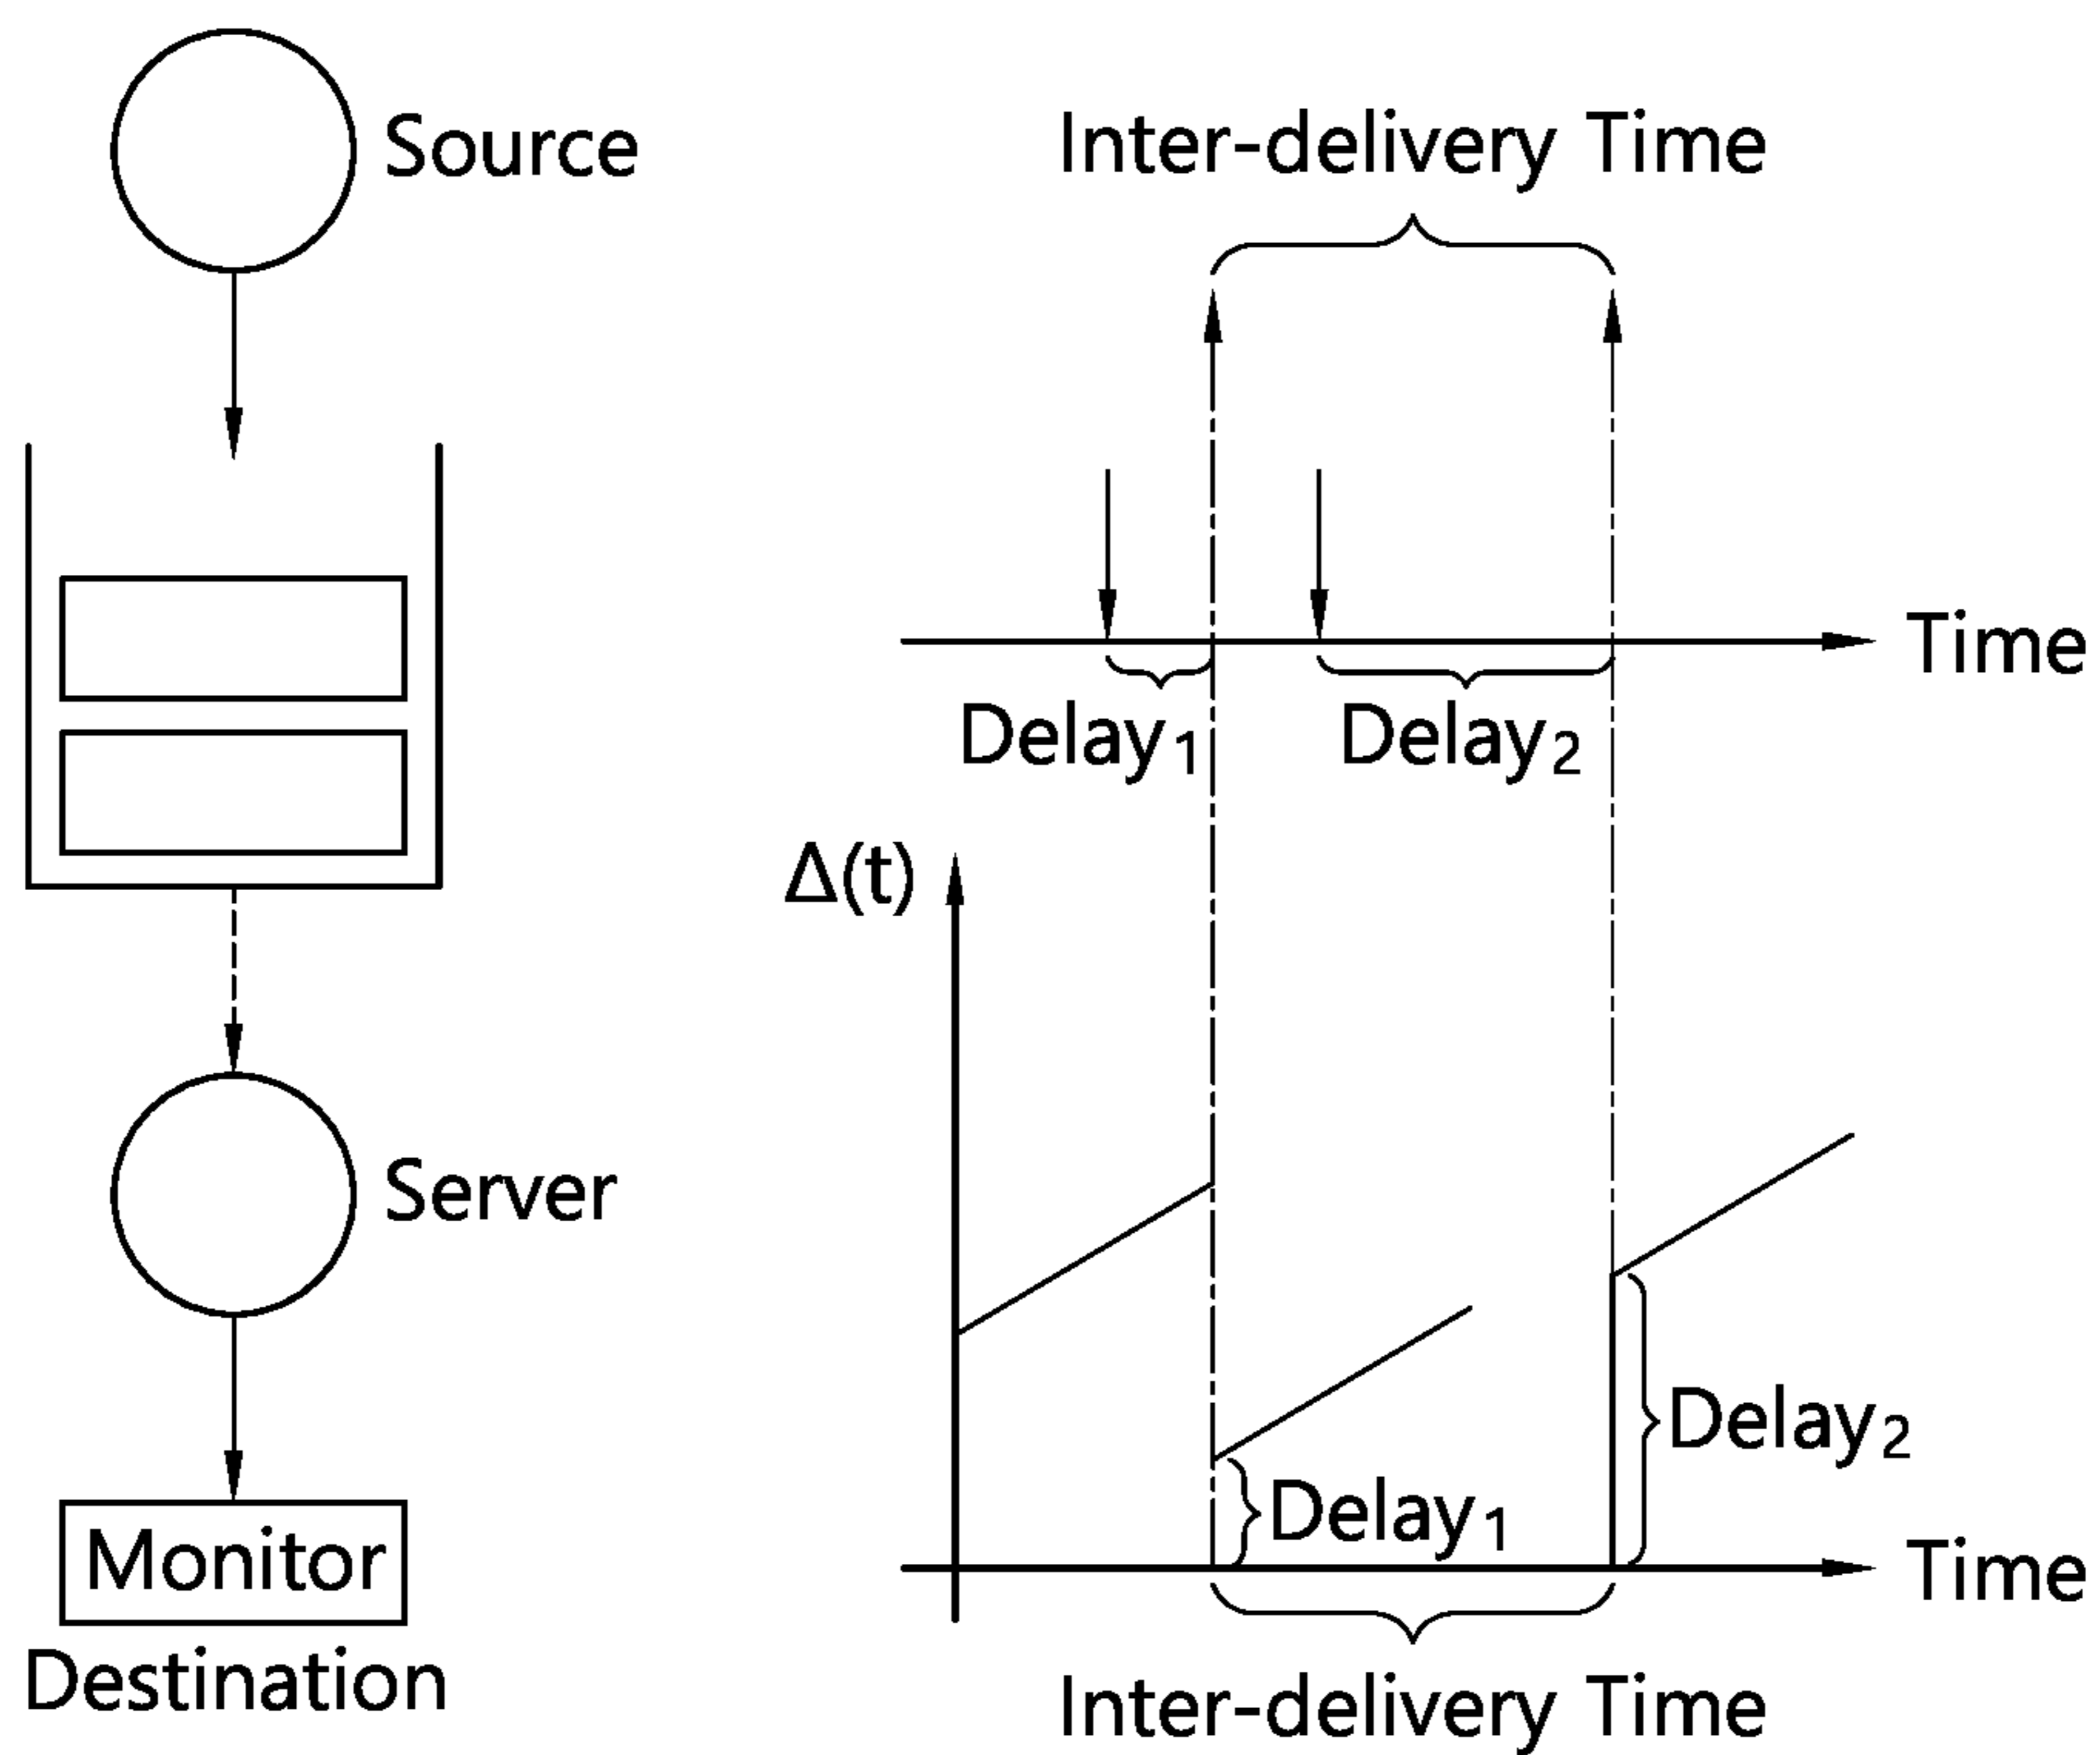 Source
Server
Monitor
Destination
Inter-delivery Time
Time
Delay₁
Delay₂
Δ(t)
Delay₂
Delay₁
Time
Inter-delivery Time